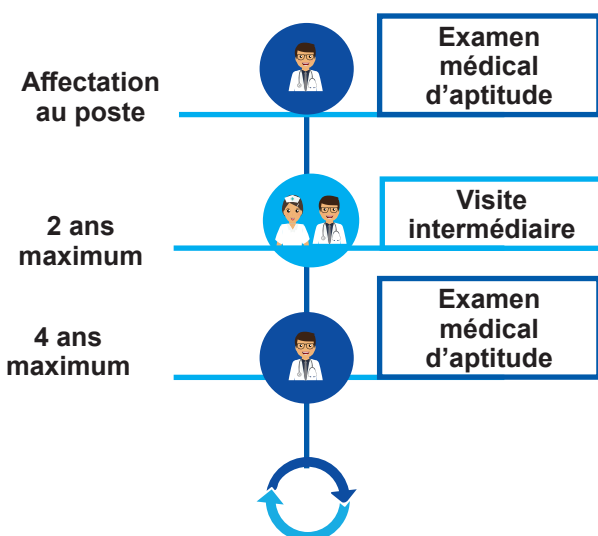 Affectation
au poste
Examen
médical
d’aptitude
2 ans
maximum
Visite
intermédiaire
4 ans
maximum
Examen
médical
d’aptitude